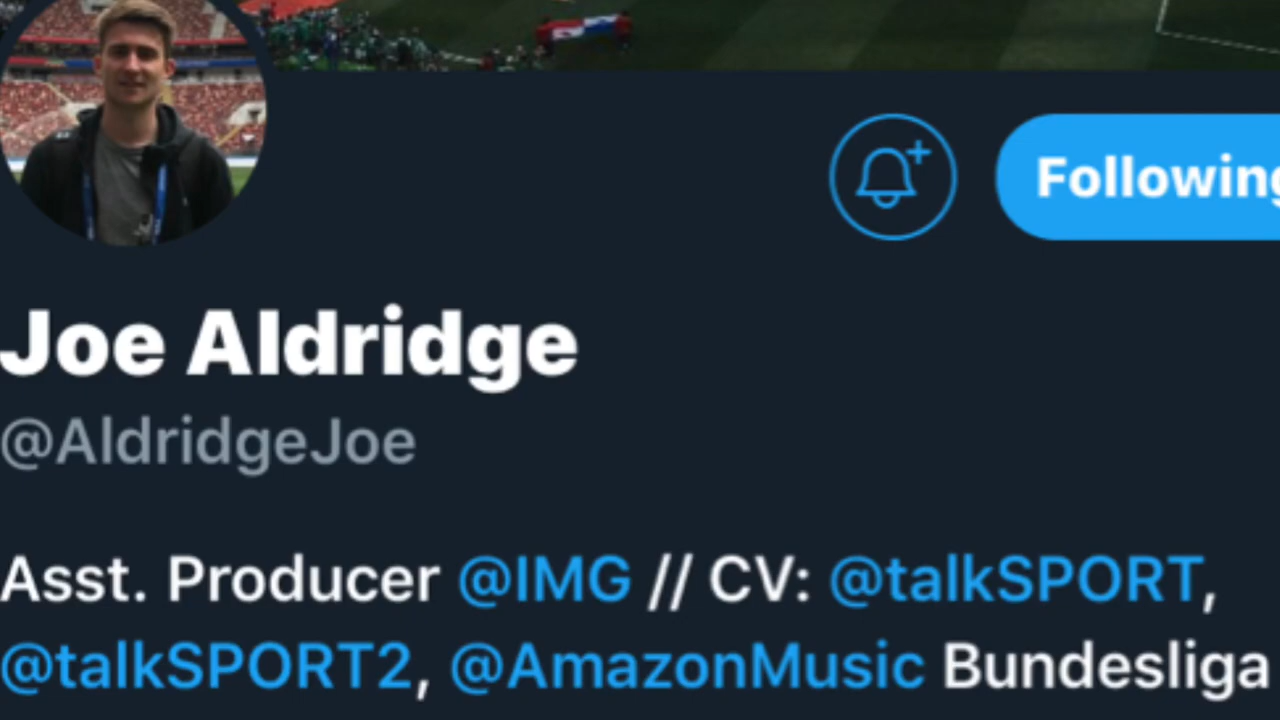 Following
Joe Aldridge
@AldridgeJoe
Asst. Producer @IMG // CV: @talkSPORT,
@talkSPORT2, @AmazonMusic Bundesliga